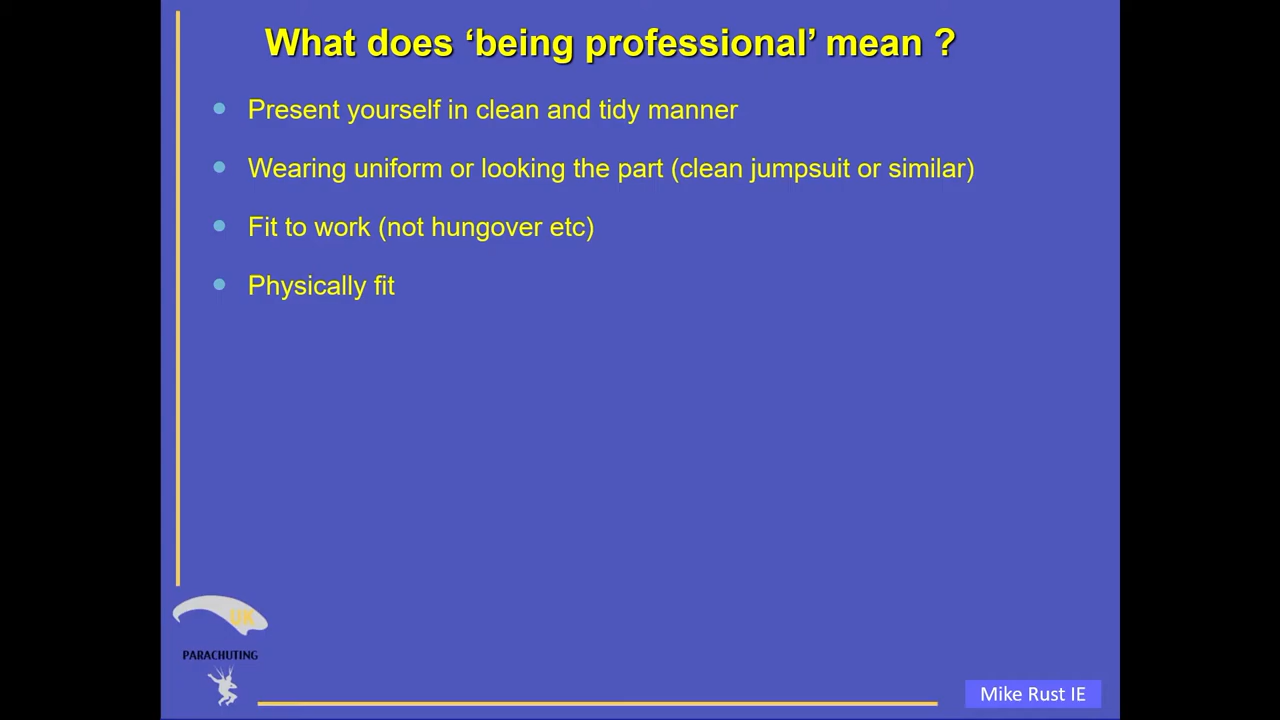 What does ‘being professional’ mean ?
Present yourself in clean and tidy manner
Wearing uniform or looking the part (clean jumpsuit or similar)
Fit to work (not hungover etc)
Physically fit
UK
PARACHUTING
Mike Rust IE